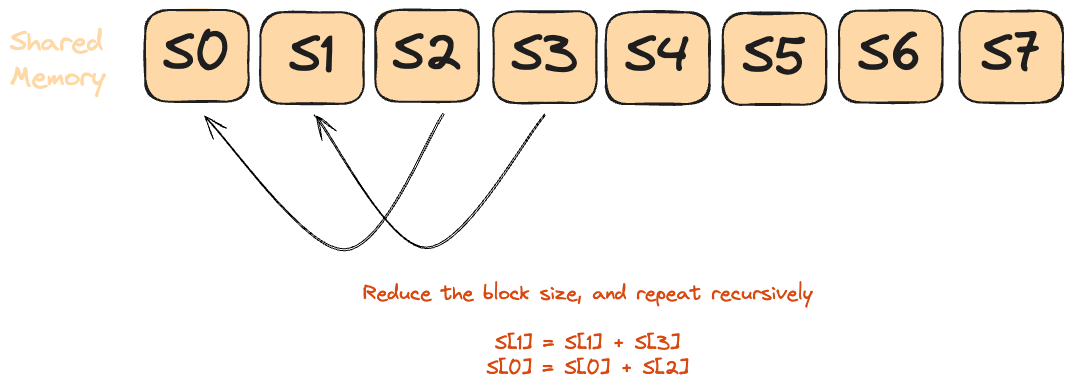 Shared
Memory
S0 S1 S2 S3 S4 S5 S6 S7
Reduce the block size, and repeat recursively
S[1] = S[1] + S[3]
S[0] = S[0] + S[2]